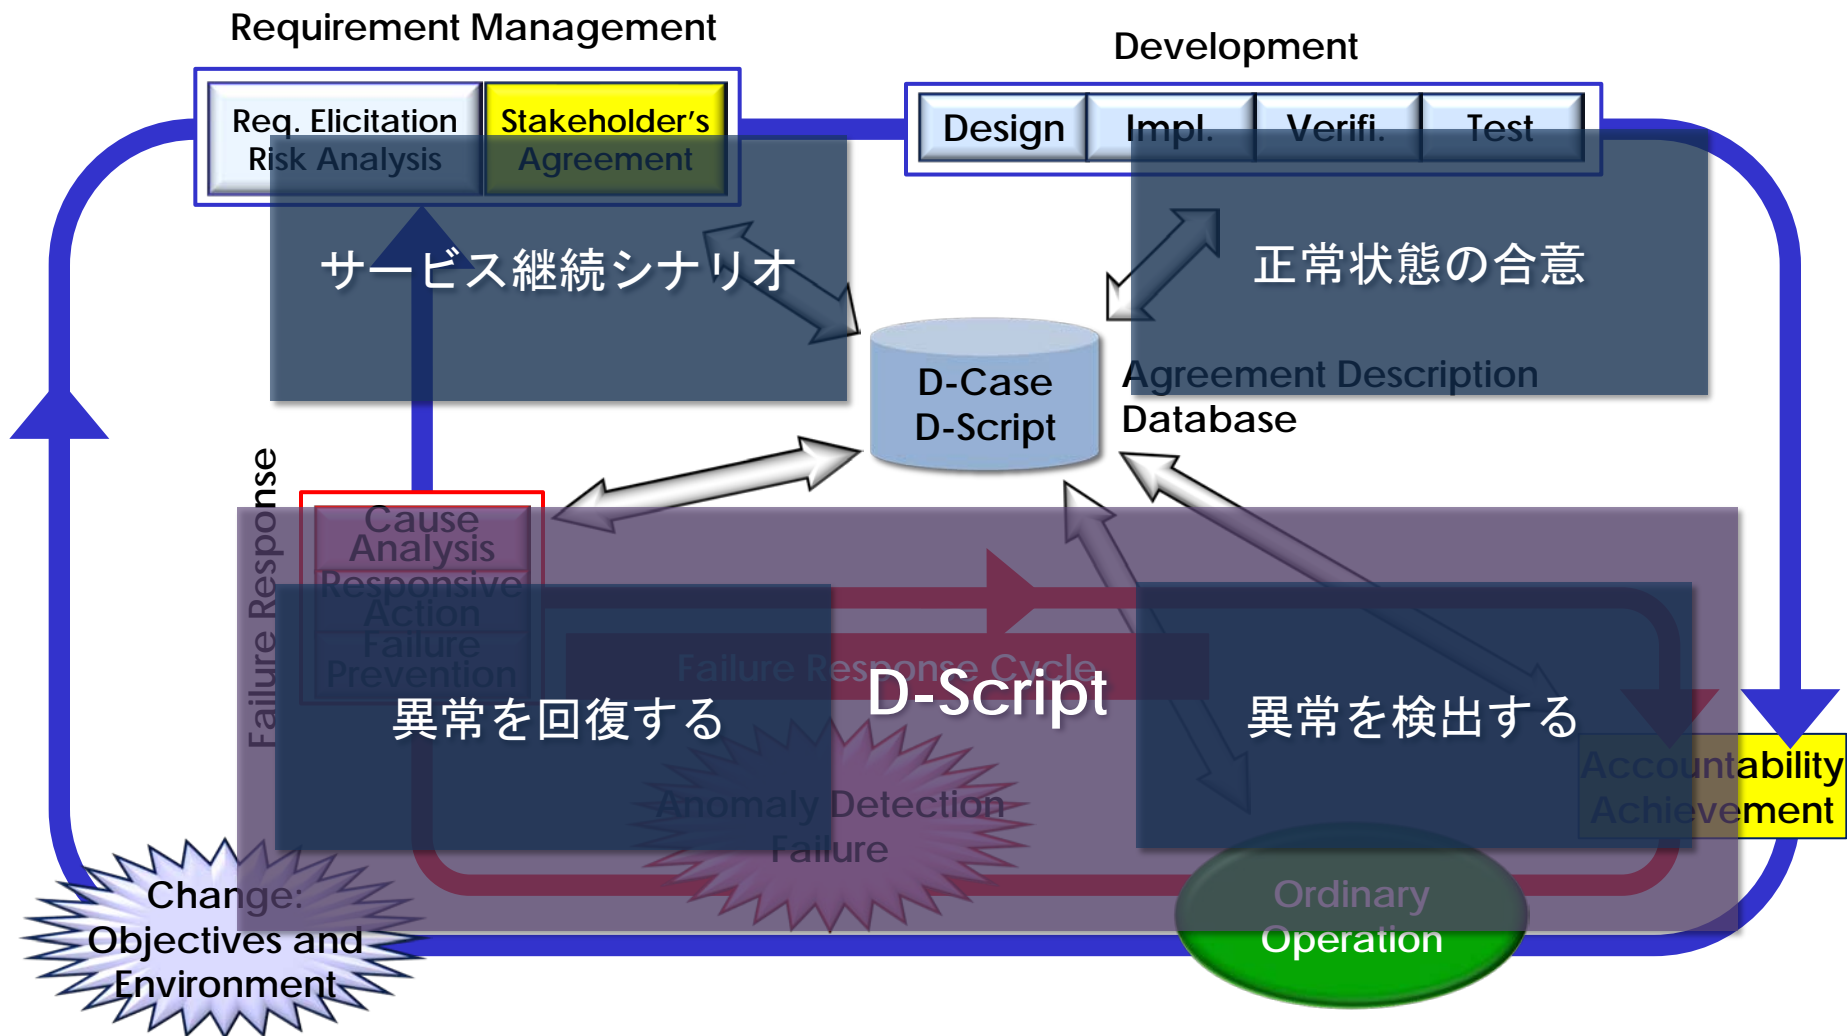 Requirement Management
Development
Req. Elicitation
Risk Analysis
Stakeholder's
Agreement
Design
Impl.
Verifi.
Test
サービス継続シナリオ
正常状態の合意
D-Case
D-Script
Agreement Description
Database
Failure Response
Cause
Analysis
Responsive
Action
Failure
Prevention
Failure Response Cycle
D-Script
異常を回復する
異常を検出する
Accountability
Achievement
Anomaly Detection
Failure
Change:
Objectives and
Environment
Ordinary
Operation